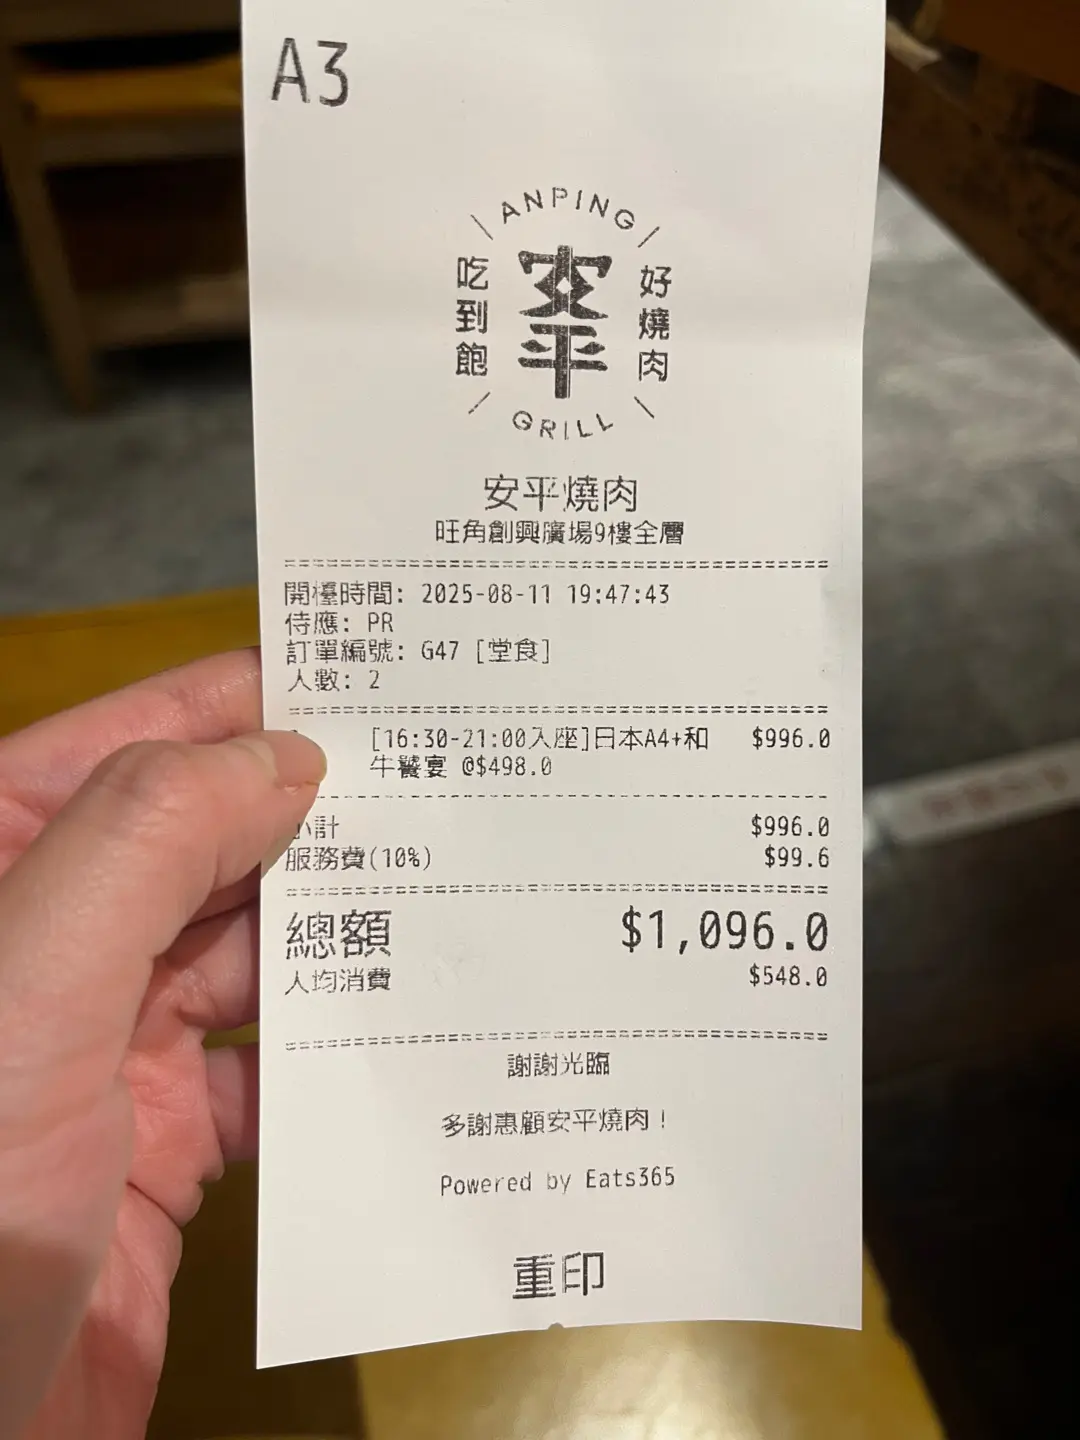 A3
ANPING
吃到飽
安平
好燒肉
GRILL
安平燒肉
旺角創興廣場9樓全層
開檯時間: 2025-08-11 19:47:43
侍應: PR
訂單編號: G47 [堂食]
人數: 2
[16:30-21:00入座]日本A4+和 $996.0
牛饗宴 @$498.0
小計 $996.0
服務費(10%) $99.6
總額 $1,096.0
人均消費 $548.0
謝謝光臨
多謝惠顧安平燒肉！
Powered by Eats365
重印